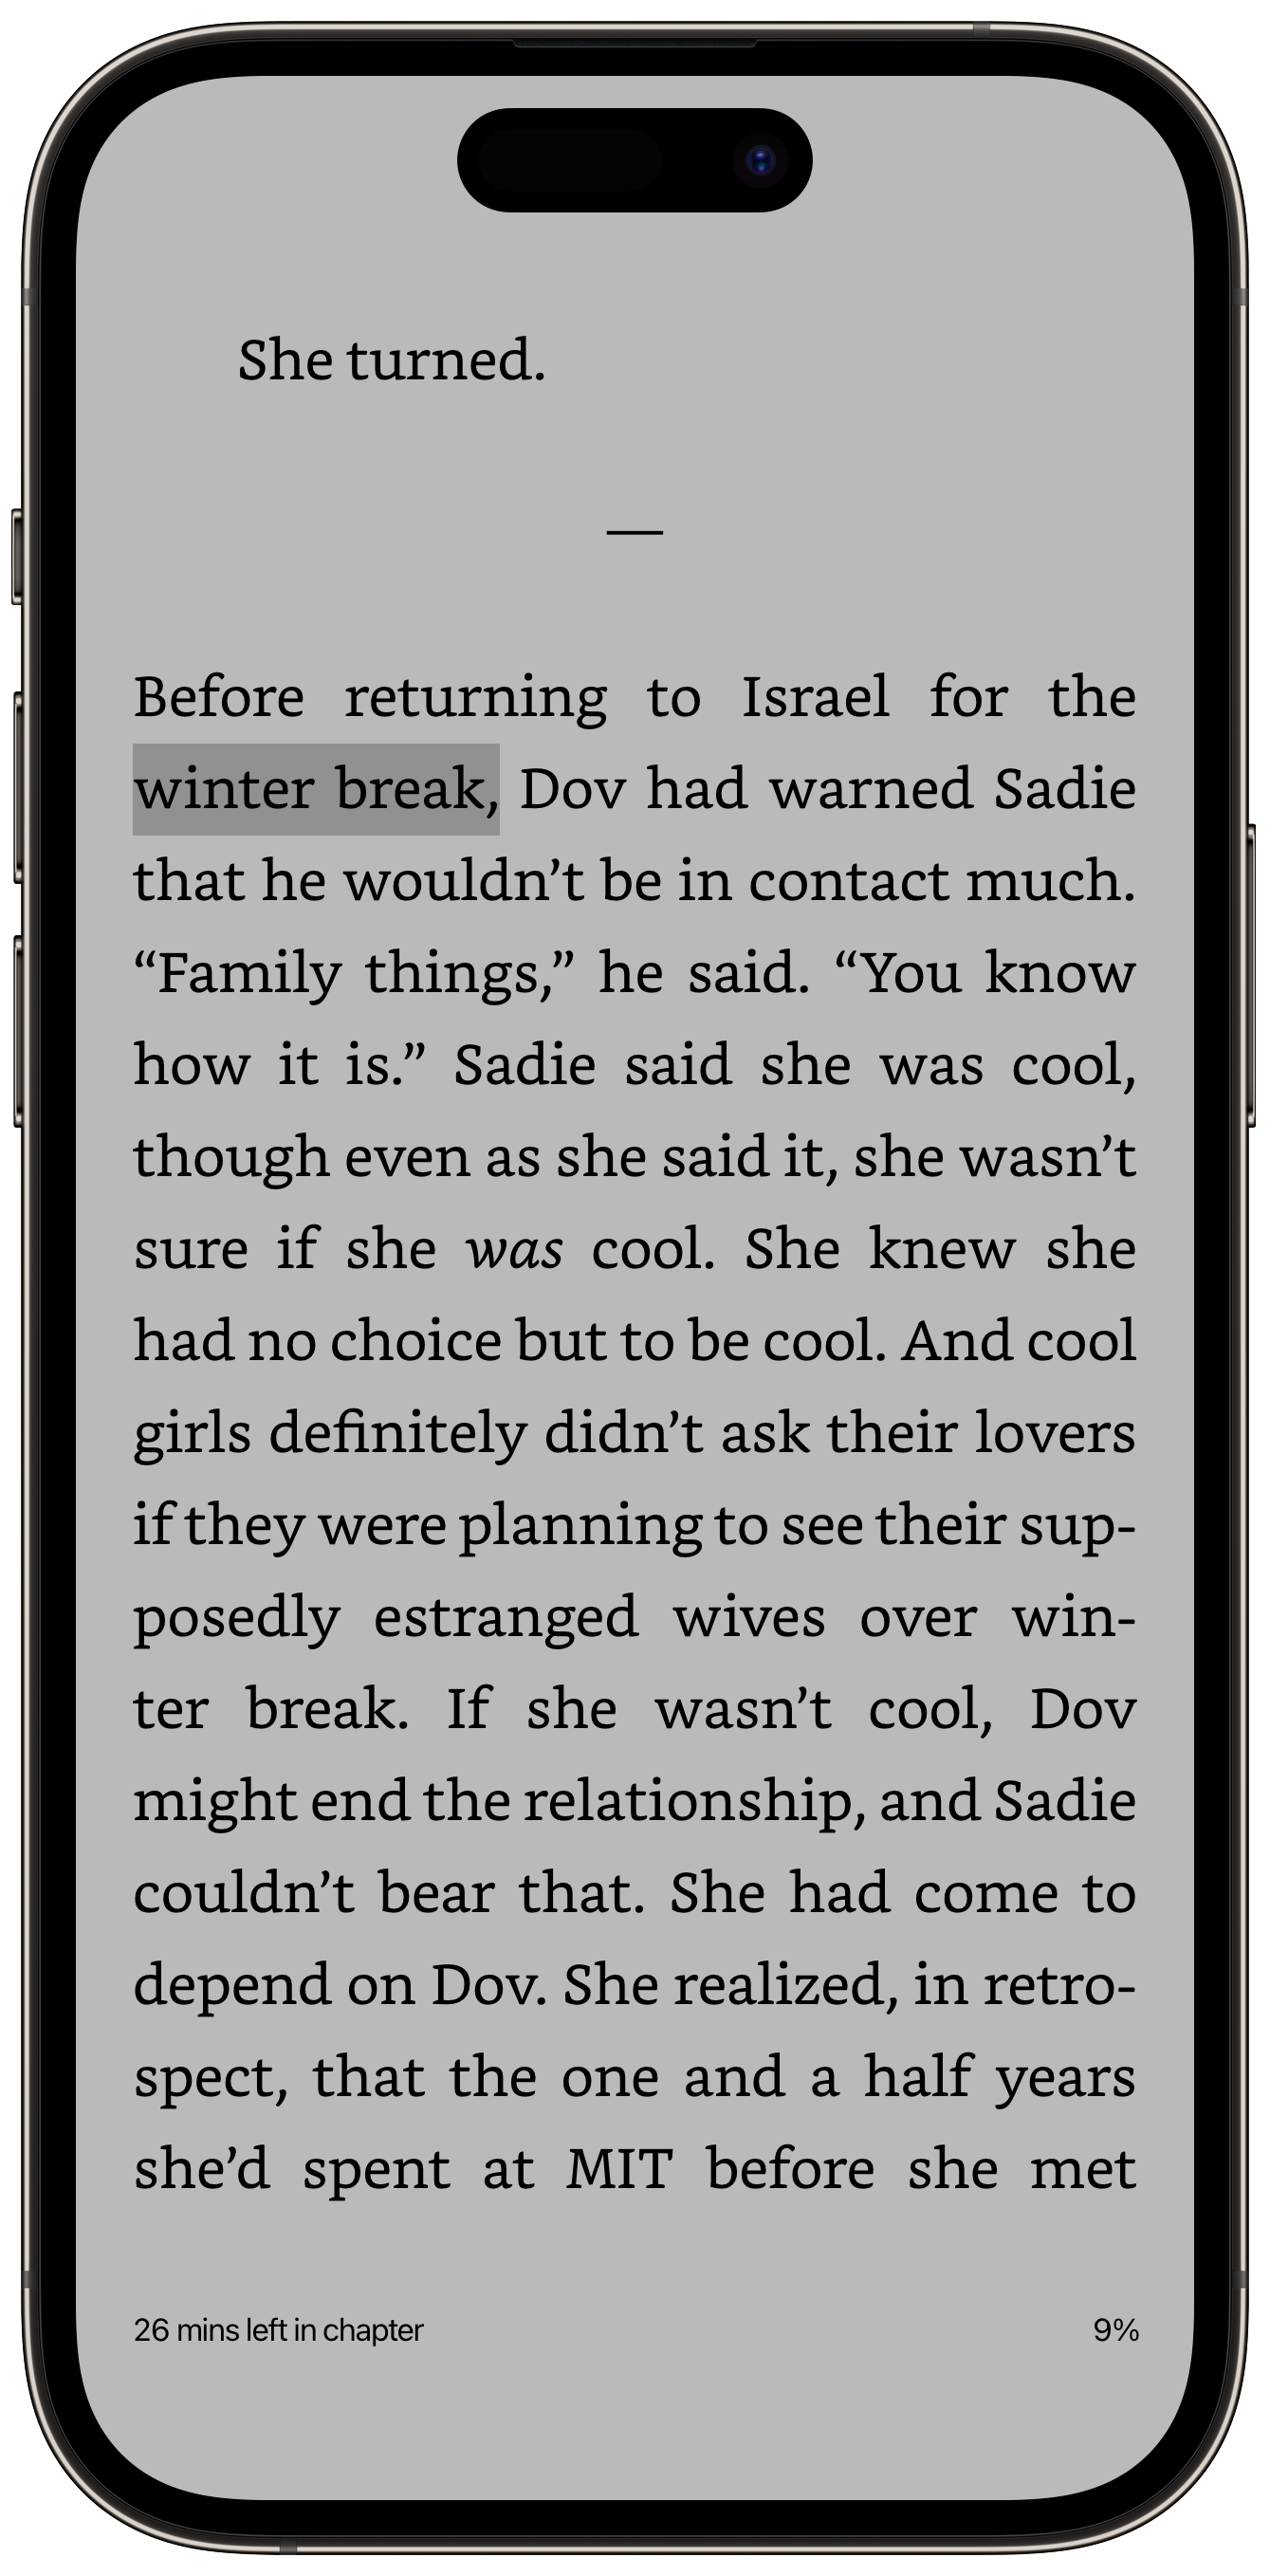 She turned.
—
Before returning to Israel for the
winter break, Dov had warned Sadie
that he wouldn’t be in contact much.
“Family things,” he said. “You know
how it is.” Sadie said she was cool,
though even as she said it, she wasn’t
sure if she was cool. She knew she
had no choice but to be cool. And cool
girls definitely didn’t ask their lovers
if they were planning to see their sup-
posedly estranged wives over win-
ter break. If she wasn’t cool, Dov
might end the relationship, and Sadie
couldn’t bear that. She had come to
depend on Dov. She realized, in retro-
spect, that the one and a half years
she’d spent at MIT before she met
26 mins left in chapter
9%